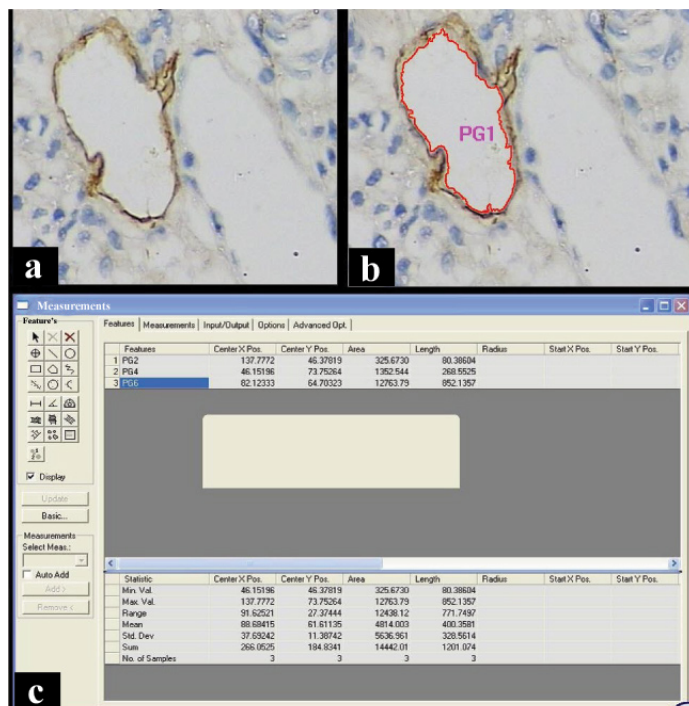 PG1
a
b
Measurements
Feature's
Features Measurements Input/Output Options Advanced Opt.
Features Center X Pos. Center Y Pos. Area Length Radius Start X Pos. Start Y Pos.
1 PG2 137.7772 46.37819 325.6730 80.38604
2 PG4 46.15196 73.75264 1352.544 268.5525
3 PG6 82.12333 64.70323 12763.79 852.1357
Display
Update
Basic...
Measurements
Select Meas.:
Auto Add
Add >
Remove <
Statistic Center X Pos. Center Y Pos. Area Length Radius Start X Pos. Start Y Pos.
Min. Val. 46.15196 46.37819 325.6730 80.38604
Max. Val. 137.7772 73.75264 12763.79 852.1357
Range 91.62521 27.37444 12438.12 771.7497
Mean 88.68415 61.61135 4814.003 400.3581
Std. Dev 37.69242 11.38742 5636.961 328.5614
Sum 266.0525 184.8341 14442.01 1201.074
No. of Samples 3 3 3 3
c